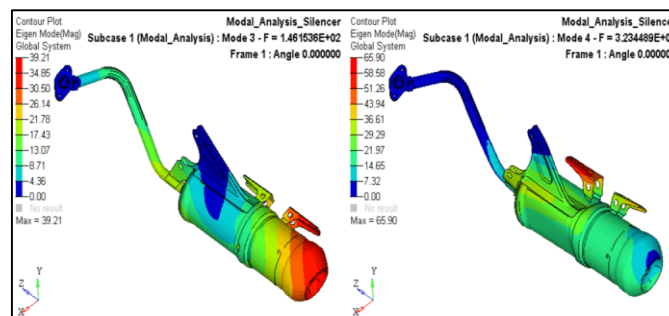 Contour Plot
Eigen Mode(Mag)
Global System
39.21
34.85
30.50
26.14
21.78
17.43
13.07
8.71
4.36
0.00
No result
Max = 39.21
Modal_Analysis_Silencer
Subcase 1 (Modal_Analysis) : Mode 3 - F = 1.461536E+02
Frame 1 : Angle 0.000000
Y
Z
X
Contour Plot
Eigen Mode(Mag)
Global System
65.90
58.58
51.26
43.94
36.61
29.29
21.97
14.65
7.32
0.00
No result
Max = 65.90
Modal_Analysis_Silencer
Subcase 1 (Modal_Analysis) : Mode 4 - F = 3.234489E+0
Frame 1 : Angle 0.000000
Y
Z
X